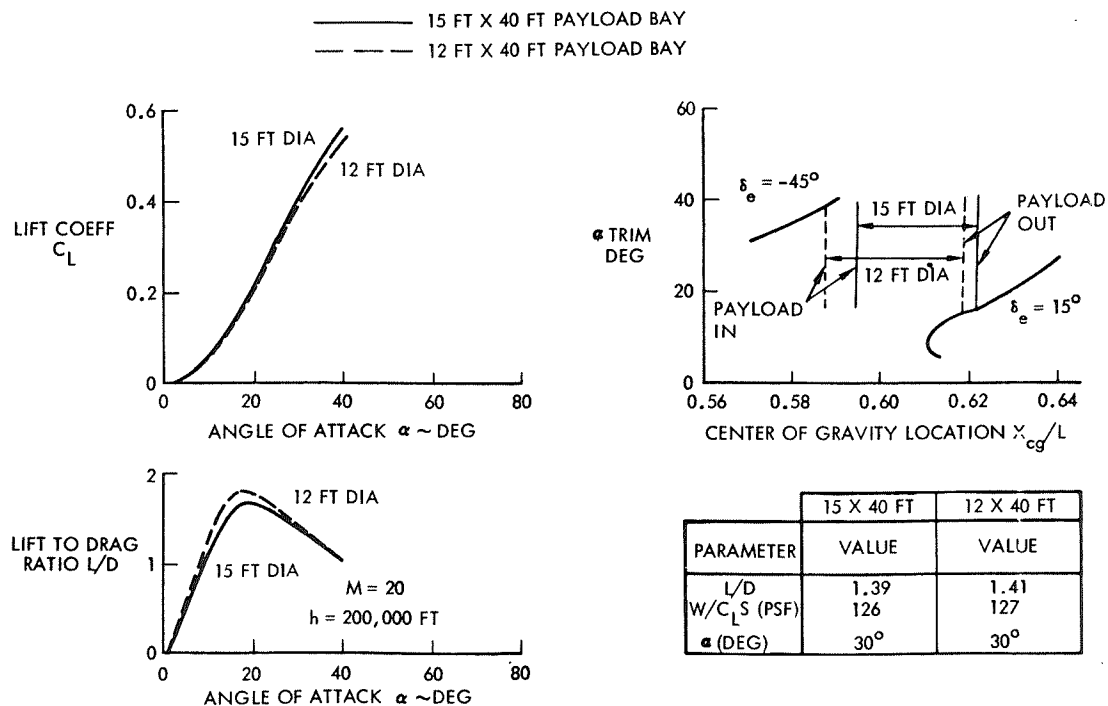 15 FT X 40 FT PAYLOAD BAY
12 FT X 40 FT PAYLOAD BAY
0.6
0.4
0.2
0
LIFT COEFF
C_L
15 FT DIA
12 FT DIA
0 20 40 60 80
ANGLE OF ATTACK α ~ DEG
60
40
20
0
α TRIM
DEG
δ_e = -45°
15 FT DIA
12 FT DIA
PAYLOAD
OUT
PAYLOAD
IN
δ_e = 15°
0.56 0.58 0.60 0.62 0.64
CENTER OF GRAVITY LOCATION X_cg/L
2
1
0
LIFT TO DRAG
RATIO L/D
12 FT DIA
15 FT DIA
M = 20
h = 200,000 FT
0 20 40 60 80
ANGLE OF ATTACK α ~DEG
15 X 40 FT 12 X 40 FT
PARAMETER VALUE VALUE
L/D 1.39 1.41
W/C_L S (PSF) 126 127
α (DEG) 30° 30°